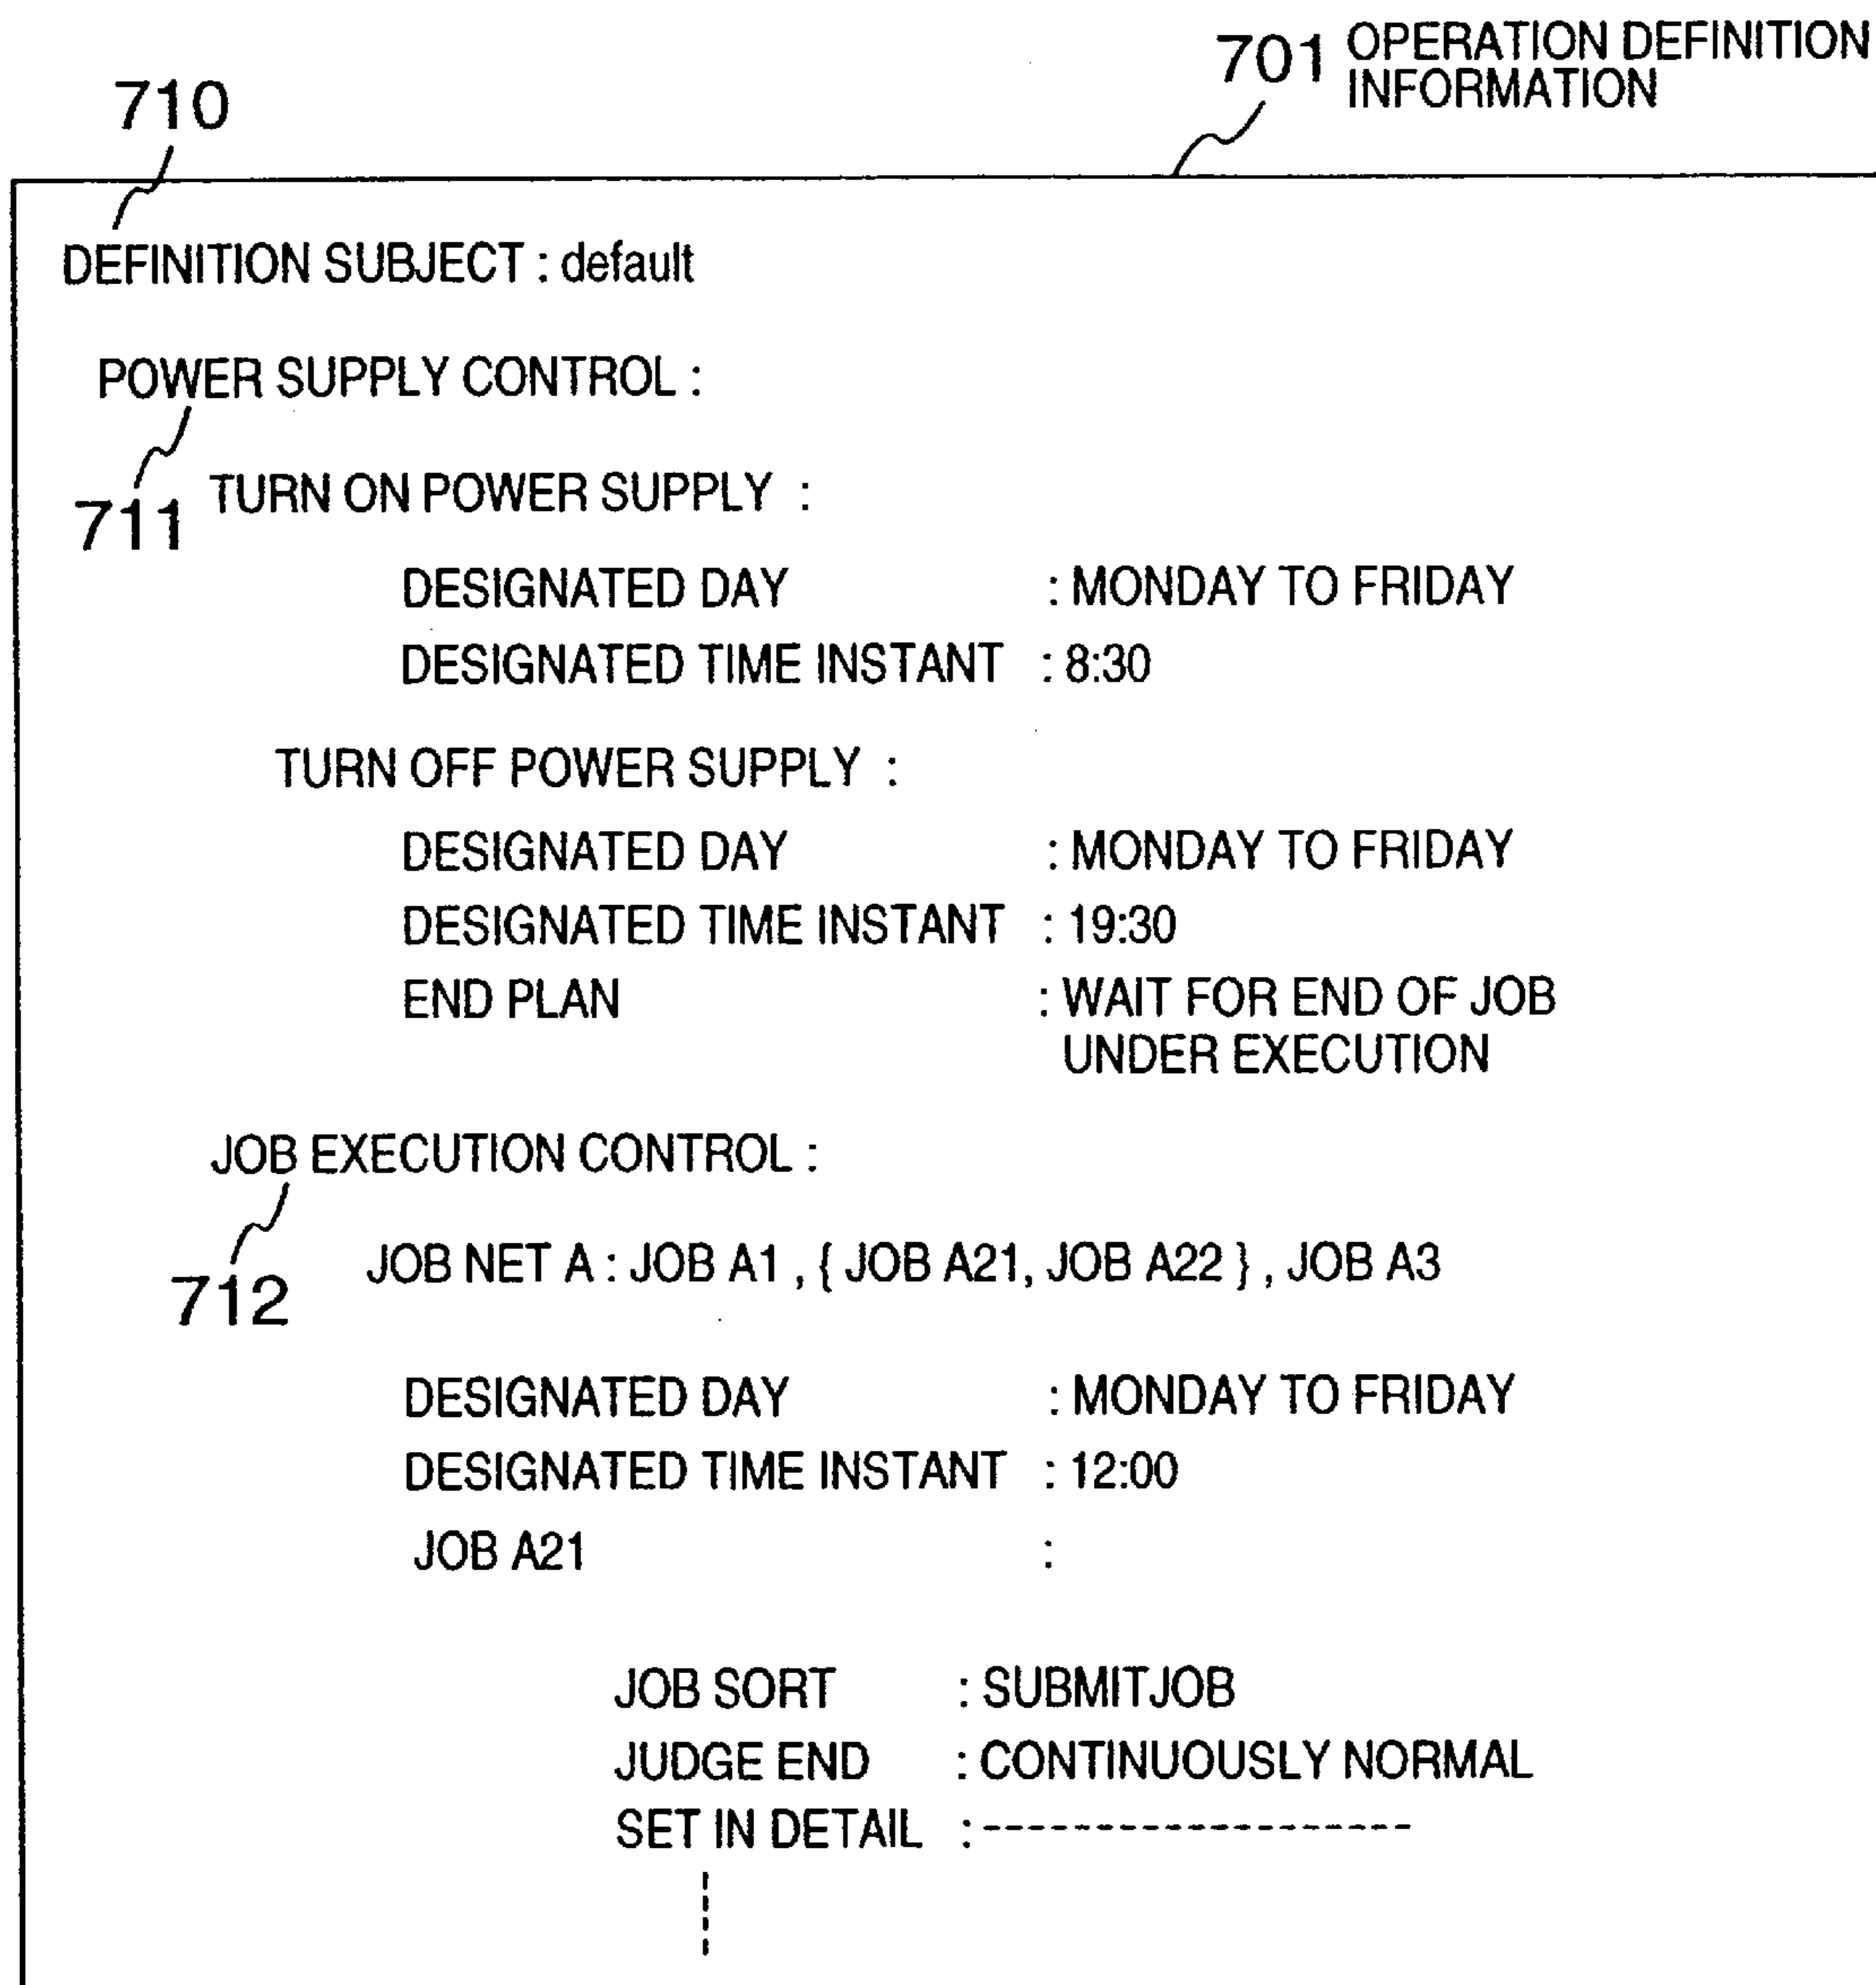 701 OPERATION DEFINITION
INFORMATION
710
DEFINITION SUBJECT : default
POWER SUPPLY CONTROL :
711
TURN ON POWER SUPPLY :
DESIGNATED DAY : MONDAY TO FRIDAY
DESIGNATED TIME INSTANT : 8:30
TURN OFF POWER SUPPLY :
DESIGNATED DAY : MONDAY TO FRIDAY
DESIGNATED TIME INSTANT : 19:30
END PLAN : WAIT FOR END OF JOB
UNDER EXECUTION
JOB EXECUTION CONTROL :
712
JOB NET A : JOB A1 , { JOB A21, JOB A22 } , JOB A3
DESIGNATED DAY : MONDAY TO FRIDAY
DESIGNATED TIME INSTANT : 12:00
JOB A21 :
JOB SORT : SUBMITJOB
JUDGE END : CONTINUOUSLY NORMAL
SET IN DETAIL : -------------------